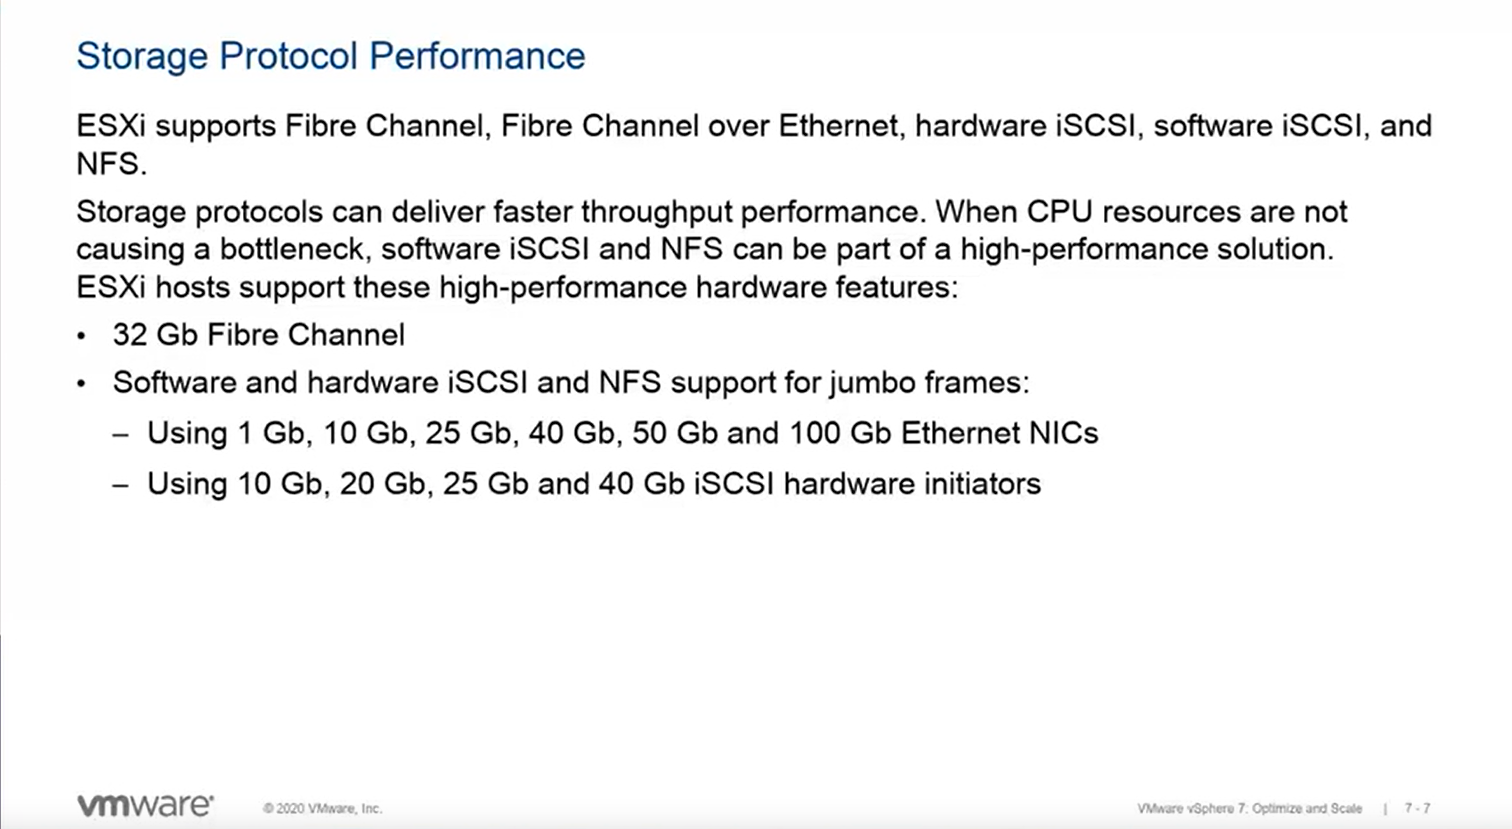 Storage Protocol Performance
ESXi supports Fibre Channel, Fibre Channel over Ethernet, hardware iSCSI, software iSCSI, and
NFS.
Storage protocols can deliver faster throughput performance. When CPU resources are not
causing a bottleneck, software iSCSI and NFS can be part of a high-performance solution.
ESXi hosts support these high-performance hardware features:
• 32 Gb Fibre Channel
• Software and hardware iSCSI and NFS support for jumbo frames:
– Using 1 Gb, 10 Gb, 25 Gb, 40 Gb, 50 Gb and 100 Gb Ethernet NICs
– Using 10 Gb, 20 Gb, 25 Gb and 40 Gb iSCSI hardware initiators
vmware® © 2020 VMware, Inc. VMware vSphere 7: Optimize and Scale | 7 - 7